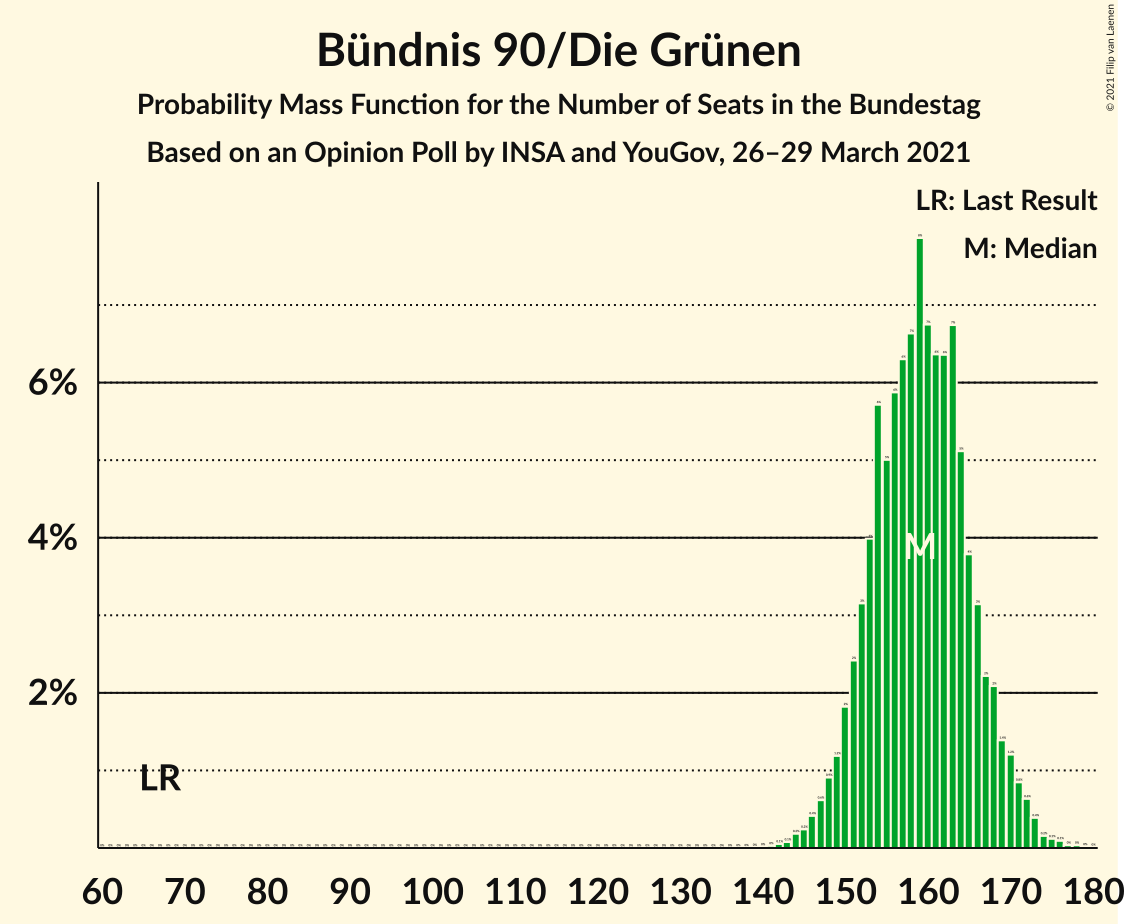 Bündnis 90/Die Grünen
Probability Mass Function for the Number of Seats in the Bundestag
Based on an Opinion Poll by INSA and YouGov, 26–29 March 2021
© 2021 Filip van Laenen
LR: Last Result
M: Median
6%
4%
2%
M
LR
60 70 80 90 100 110 120 130 140 150 160 170 180